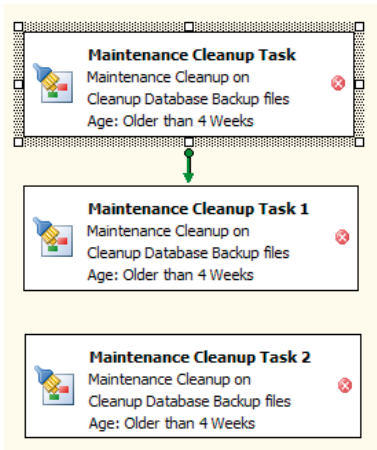 Maintenance Cleanup Task
Maintenance Cleanup on
Cleanup Database Backup files
Age: Older than 4 Weeks
Maintenance Cleanup Task 1
Maintenance Cleanup on
Cleanup Database Backup files
Age: Older than 4 Weeks
Maintenance Cleanup Task 2
Maintenance Cleanup on
Cleanup Database Backup files
Age: Older than 4 Weeks